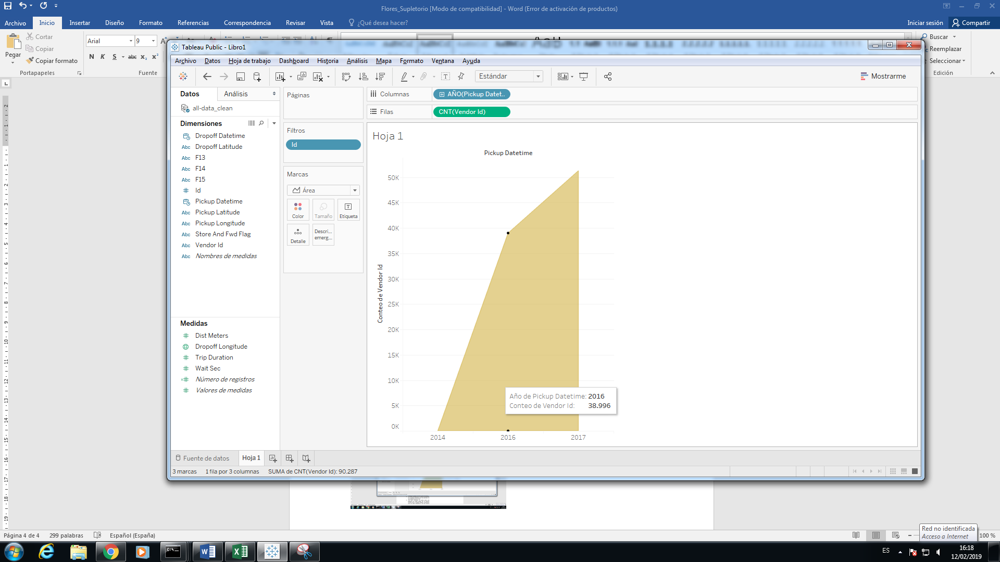 Flores_Supletorio [Modo de compatibilidad] - Word (Error de activación de productos)
Archivo Inicio Insertar Diseño Formato Referencias Correspondencia Revisar Vista ¿Qué desea hacer? Iniciar sesión Compartir
Pegar
Cortar
Copiar
Copiar formato
Portapapeles
Arial 9
N K S abc x₂ x²
Fuente
Buscar
Reemplazar
Seleccionar
Edición
Tableau Public - Libro1
Archivo Datos Hoja de trabajo Dashboard Historia Análisis Mapa Formato Ventana Ayuda
Estándar
Mostrarme
Datos Análisis
all-data_clean
Dimensiones
Dropoff Datetime
Abc Dropoff Latitude
Abc F13
Abc F14
Abc F15
Id
Pickup Datetime
Abc Pickup Latitude
Abc Pickup Longitude
Abc Store And Fwd Flag
Abc Vendor Id
Abc Nombres de medidas
Medidas
Dist Meters
Dropoff Longitude
Trip Duration
Wait Sec
Número de registros
Valores de medidas
Páginas
Filtros
Id
Marcas
Área
Color Tamaño Etiqueta
Detalle Descri... emerg...
Columnas AÑO(Pickup Datet..
Filas CNT(Vendor Id)
Hoja 1
Pickup Datetime
Conteo de Vendor Id
50K
45K
40K
35K
30K
25K
20K
15K
10K
5K
0K
2014 2016 2017
Año de Pickup Datetime: 2016
Conteo de Vendor Id: 38.996
Fuente de datos Hoja 1
3 marcas 1 fila por 3 columnas SUMA de CNT(Vendor Id): 90.287
Página 4 de 4 299 palabras Español (España)
100 %
Red no identificada
Acceso a Internet
ES
16:18
12/02/2019